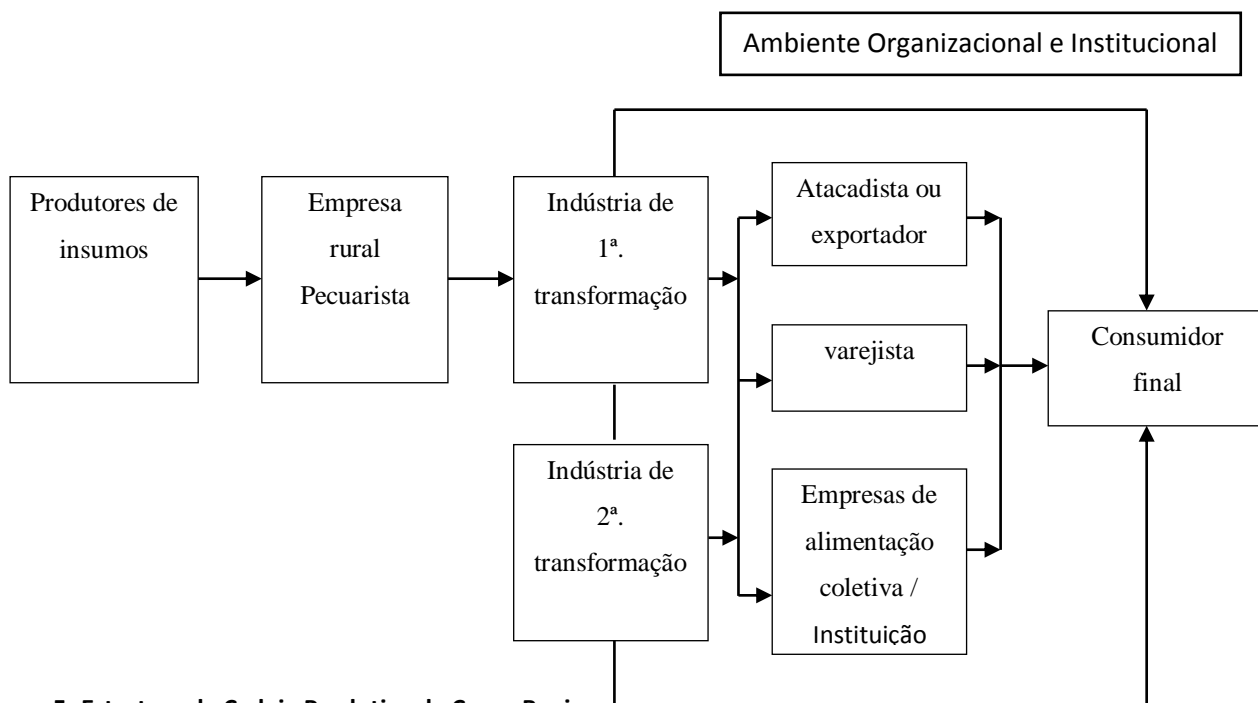 Ambiente Organizacional e Institucional
Produtores de
insumos
Empresa
rural
Pecuarista
Indústria de
1ª.
transformação
Indústria de
2ª.
transformação
Atacadista ou
exportador
varejista
Empresas de
alimentação
coletiva /
Instituição
Consumidor
final